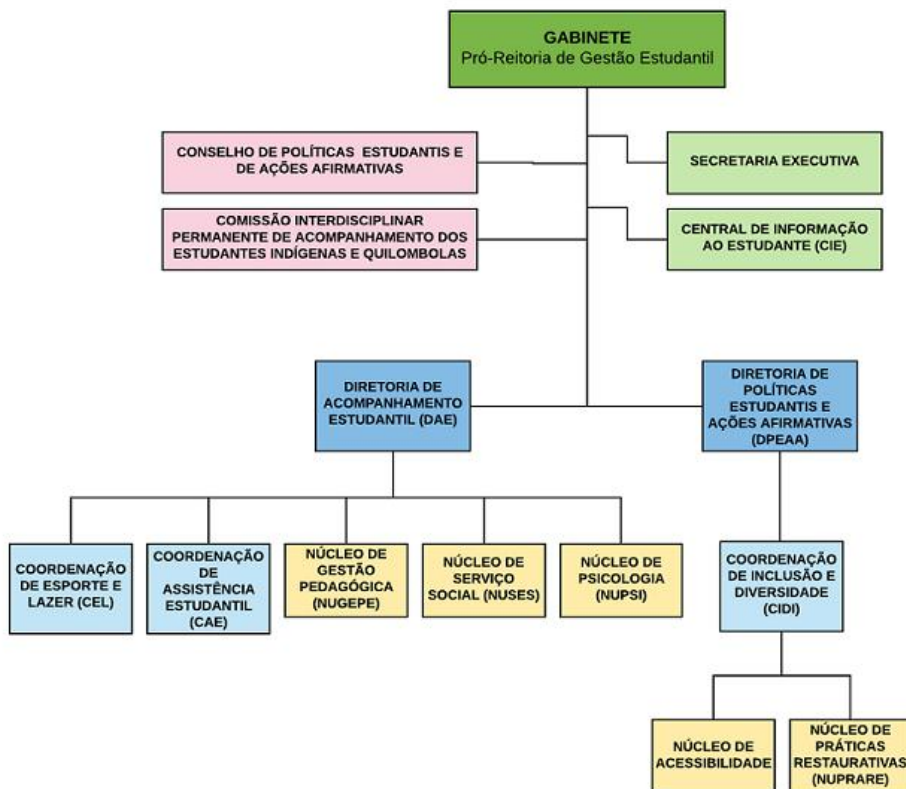 GABINETE
Pró-Reitoria de Gestão Estudantil
CONSELHO DE POLÍTICAS ESTUDANTIS E
DE AÇÕES AFIRMATIVAS
SECRETARIA EXECUTIVA
COMISSÃO INTERDISCIPLINAR
PERMANENTE DE ACOMPANHAMENTO DOS
ESTUDANTES INDÍGENAS E QUILOMBOLAS
CENTRAL DE INFORMAÇÃO
AO ESTUDANTE (CIE)
DIRETORIA DE
ACOMPANHAMENTO
ESTUDANTIL (DAE)
DIRETORIA DE
POLÍTICAS
ESTUDANTIS E
AÇÕES AFIRMATIVAS
(DPEAA)
COORDENAÇÃO
DE ESPORTE E
LAZER (CEL)
COORDENAÇÃO
DE
ASSISTÊNCIA
ESTUDANTIL
(CAE)
NÚCLEO DE
GESTÃO
PEDAGÓGICA
(NUGEPE)
NÚCLEO DE
SERVIÇO
SOCIAL (NUSES)
NÚCLEO DE
PSICOLOGIA
(NUPSI)
COORDENAÇÃO
DE INCLUSÃO E
DIVERSIDADE
(CIDI)
NÚCLEO DE
ACESSIBILIDADE
NÚCLEO DE
PRÁTICAS
RESTAURATIVAS
(NUPRARE)